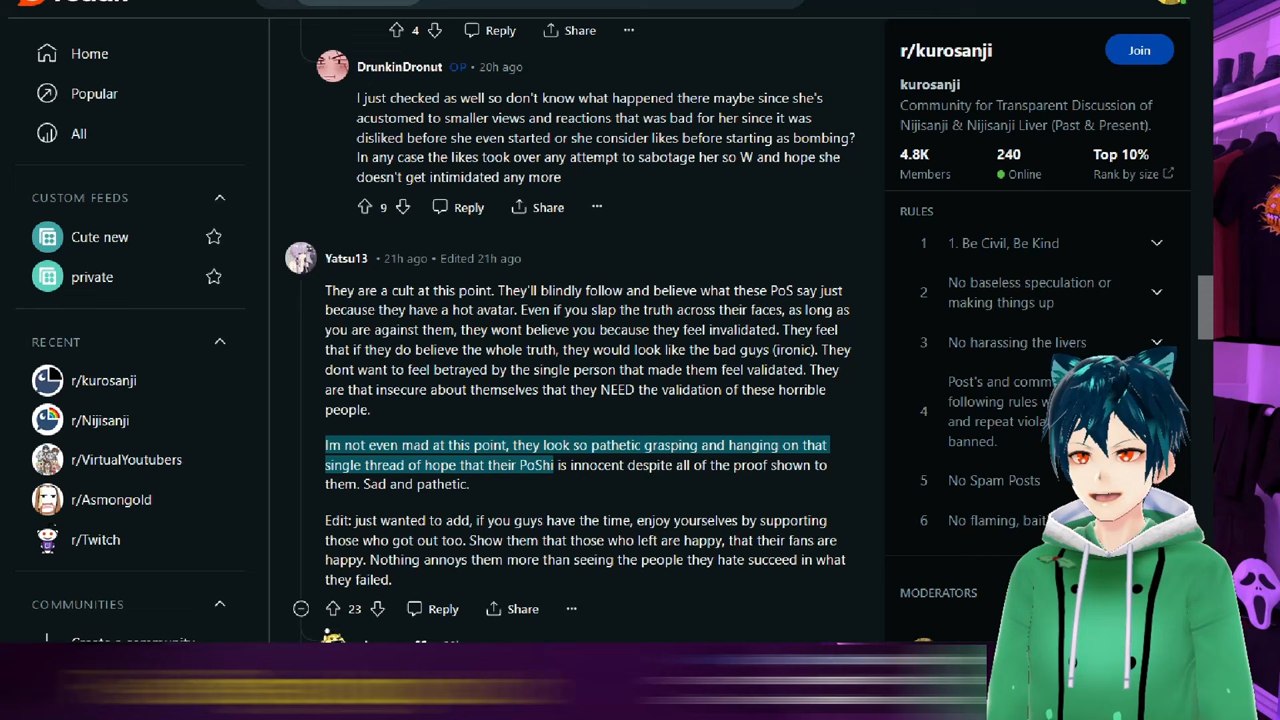 4 Reply Share
Home
DrunkinDronut OP • 20h ago
r/kurosanji Join
kurosanji
Popular
I just checked as well so don't know what happened there maybe since she's
acustomed to smaller views and reactions that was bad for her since it was
disliked before she even started or she consider likes before starting as bombing?
In any case the likes took over any attempt to sabotage her so W and hope she
doesn't get intimidated any more
Community for Transparent Discussion of
Nijisanji & Nijisanji Liver (Past & Present).
All
4.8K 240 Top 10%
Members Online Rank by size
CUSTOM FEEDS
9 Reply Share
RULES
Cute new
1 1. Be Civil, Be Kind
private
Yatsu13 • 21h ago • Edited 21h ago
2 No baseless speculation or
making things up
They are a cult at this point. They'll blindly follow and believe what these PoS say just
because they have a hot avatar. Even if you slap the truth across their faces, as long as
you are against them, they wont believe you because they feel invalidated. They feel
that if they do believe the whole truth, they would look like the bad guys (ironic). They
dont want to feel betrayed by the single person that made them feel validated. They
are that insecure about themselves that they NEED the validation of these horrible
people.
RECENT
3 No harassing the livers
r/kurosanji
4 Post's and comm
following rules w
and repeat viola
banned.
r/Nijisanji
Im not even mad at this point, they look so pathetic grasping and hanging on that
single thread of hope that their PoShi is innocent despite all of the proof shown to
them. Sad and pathetic.
r/VirtualYoutubers
5 No Spam Posts
r/Asmongold
6 No flaming, bait
r/Twitch
Edit: just wanted to add, if you guys have the time, enjoy yourselves by supporting
those who got out too. Show them that those who left are happy, that their fans are
happy. Nothing annoys them more than seeing the people they hate succeed in what
they failed.
COMMUNITIES
MODERATORS
23 Reply Share